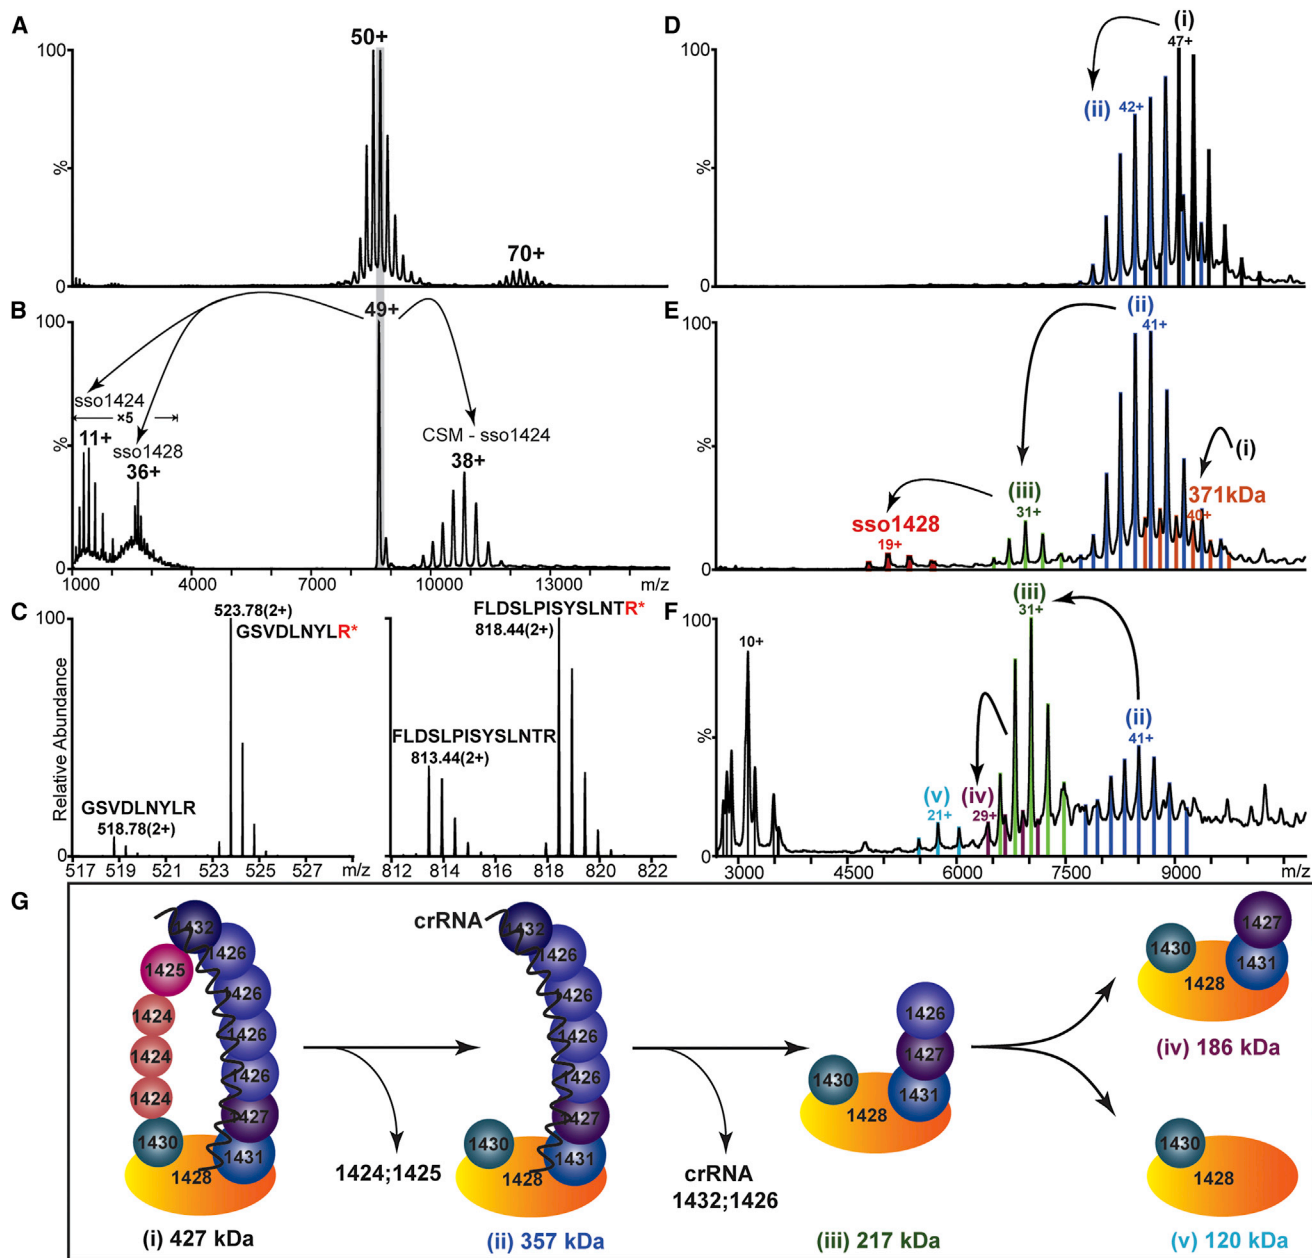 A
50+
100
%
70+
0
B
49+
100
sso1424
×5
11+
sso1428
36+
CSM - sso1424
38+
%
0
1000
4000
7000
10000
13000
m/z
C
523.78(2+)
GSVDLNYLR*
FLDSLPISYSLNTR*
818.44(2+)
100
Relative Abundance
FLDSLPISYSLNTR
813.44(2+)
GSVDLNYLR
518.78(2+)
0
517
519
521
523
525
527
m/z
812
814
816
818
820
822
D
(i)
47+
100
(ii)
42+
%
0
E
(ii)
41+
100
(i)
371kDa
40+
(iii)
31+
sso1428
19+
%
0
F
(iii)
31+
100
10+
(ii)
41+
%
(v)
21+
(iv)
29+
0
3000
4500
6000
7500
9000
m/z
G
1432
1426
1425
1426
1424
1426
1424
1426
1424
1427
1430
1431
1428
(i) 427 kDa
1424;1425
crRNA
1432
1426
1426
1426
1426
1427
1430
1431
1428
(ii) 357 kDa
crRNA
1432;1426
1426
1427
1430
1431
1428
(iii) 217 kDa
1427
1430
1431
1428
(iv) 186 kDa
1430
1428
(v) 120 kDa